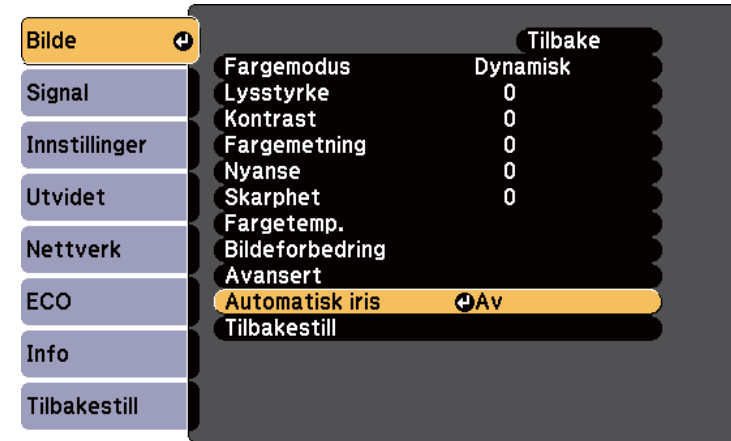 Bilde
Signal
Innstillinger
Utvidet
Nettverk
ECO
Info
Tilbakestill
Tilbake
Fargemodus Dynamisk
Lysstyrke 0
Kontrast 0
Fargemetning 0
Nyanse 0
Skarphet 0
Fargetemp.
Bildeforbedring
Avansert
Automatisk iris Av
Tilbakestill